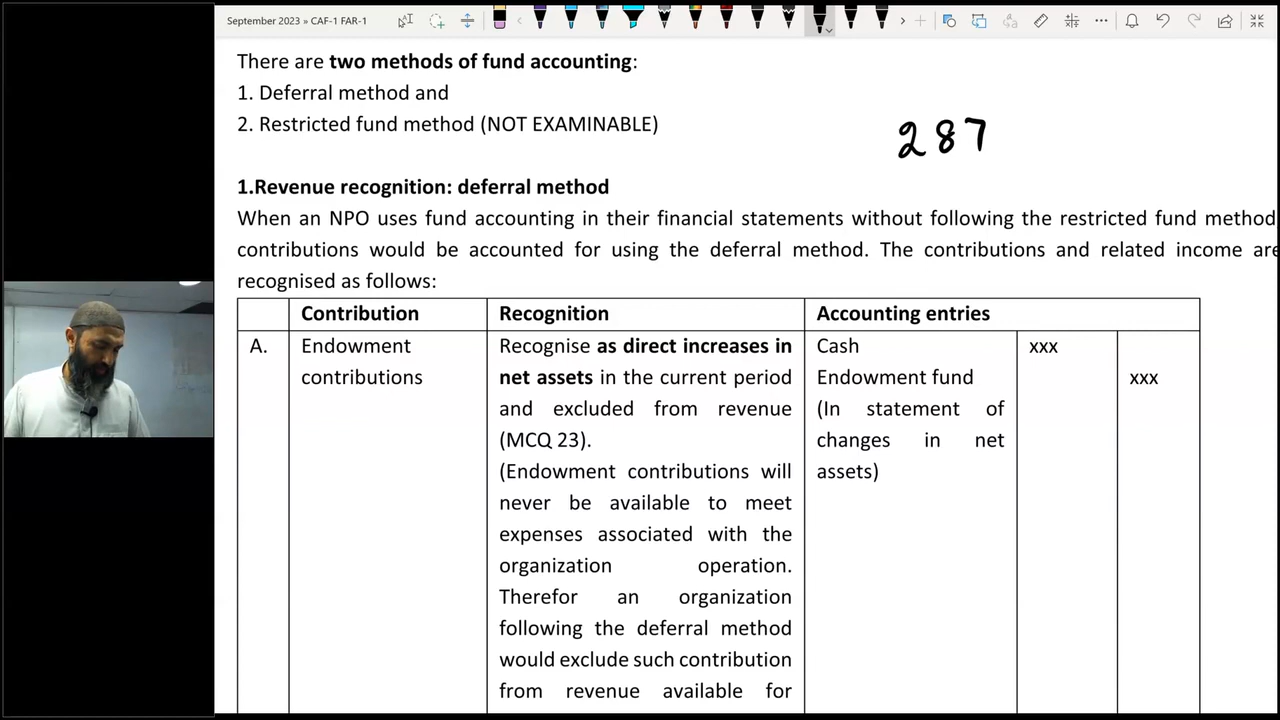 September 2023 » CAF-1 FAR-1
There are two methods of fund accounting:
1. Deferral method and
2. Restricted fund method (NOT EXAMINABLE)
287
1.Revenue recognition: deferral method
When an NPO uses fund accounting in their financial statements without following the restricted fund method
contributions would be accounted for using the deferral method. The contributions and related income are
recognised as follows:
Contribution
Recognition
Accounting entries
A.
Endowment
contributions
Recognise as direct increases in
net assets in the current period
and excluded from revenue
(MCQ 23).
(Endowment contributions will
never be available to meet
expenses associated with the
organization operation.
Therefor an organization
following the deferral method
would exclude such contribution
from revenue available for
Cash
Endowment fund
(In statement of
changes in net
assets)
xxx
xxx